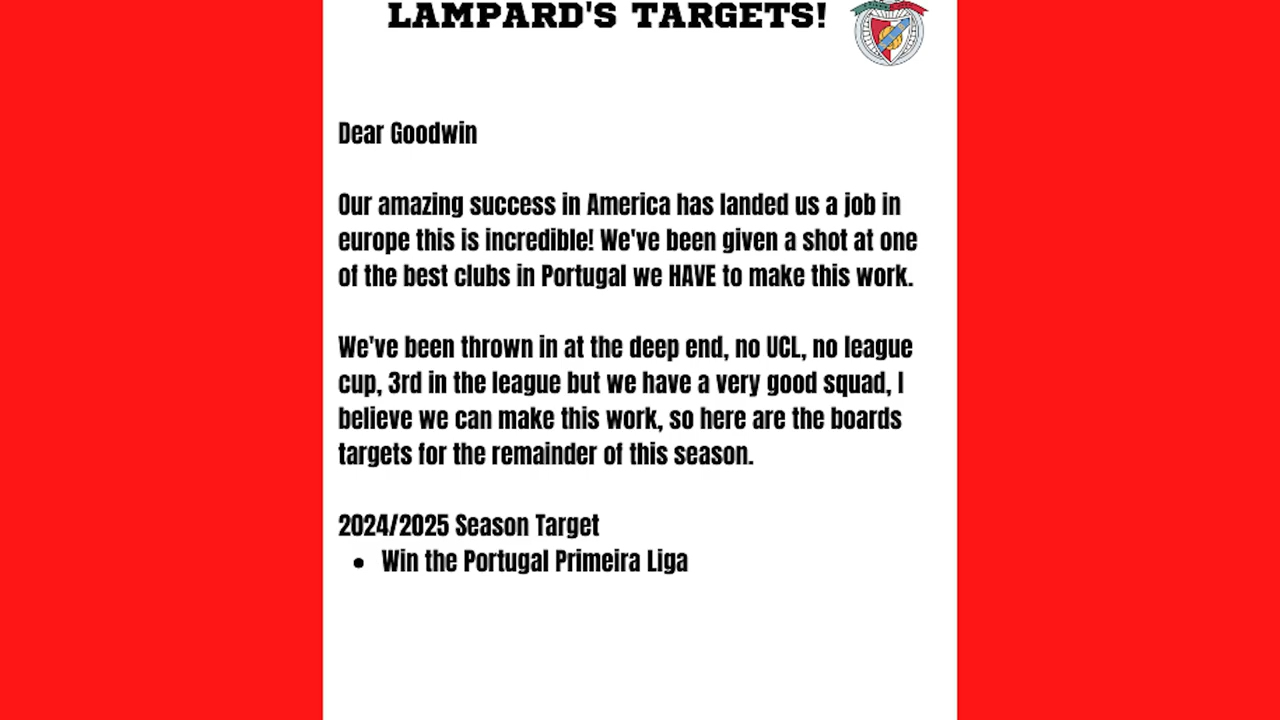 LAMPARD'S TARGETS!
Dear Goodwin
Our amazing success in America has landed us a job in
europe this is incredible! We've been given a shot at one
of the best clubs in Portugal we HAVE to make this work.
We've been thrown in at the deep end, no UCL, no league
cup, 3rd in the league but we have a very good squad, I
believe we can make this work, so here are the boards
targets for the remainder of this season.
2024/2025 Season Target
• Win the Portugal Primeira Liga